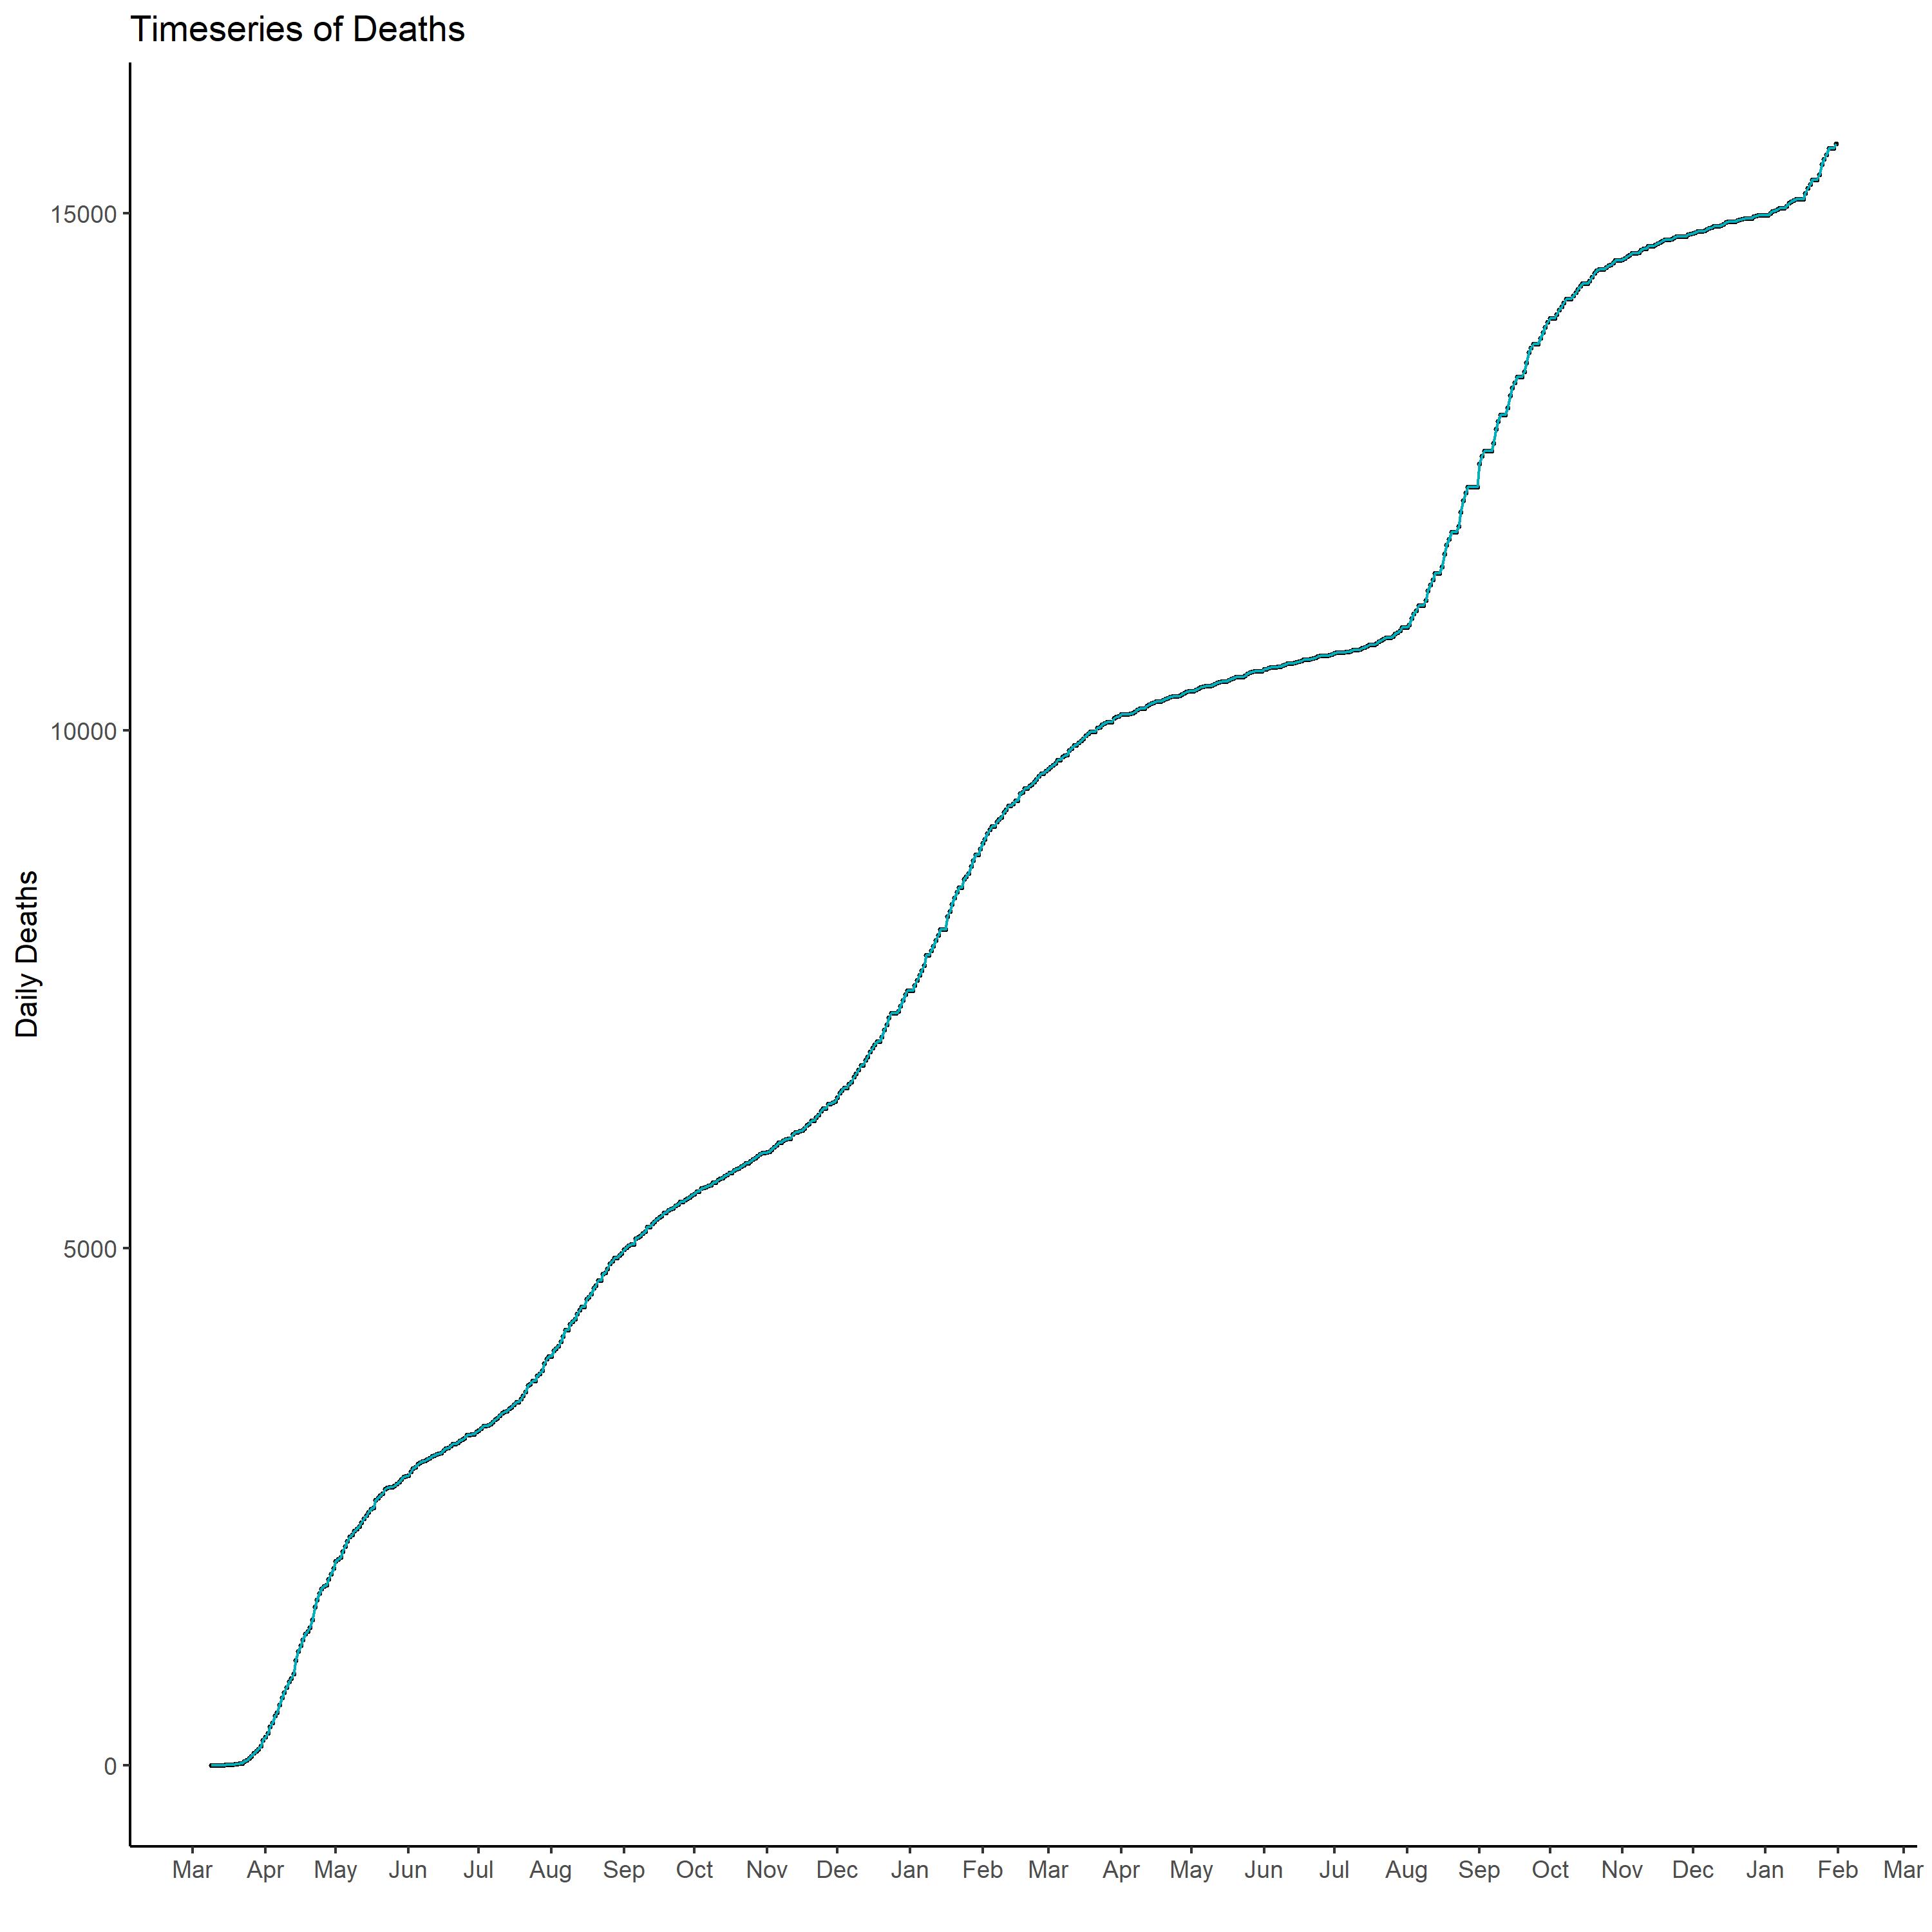 Timeseries of Deaths
Daily Deaths
15000
10000
5000
0
Mar Apr May Jun Jul Aug Sep Oct Nov Dec Jan Feb Mar Apr May Jun Jul Aug Sep Oct Nov Dec Jan Feb Mar